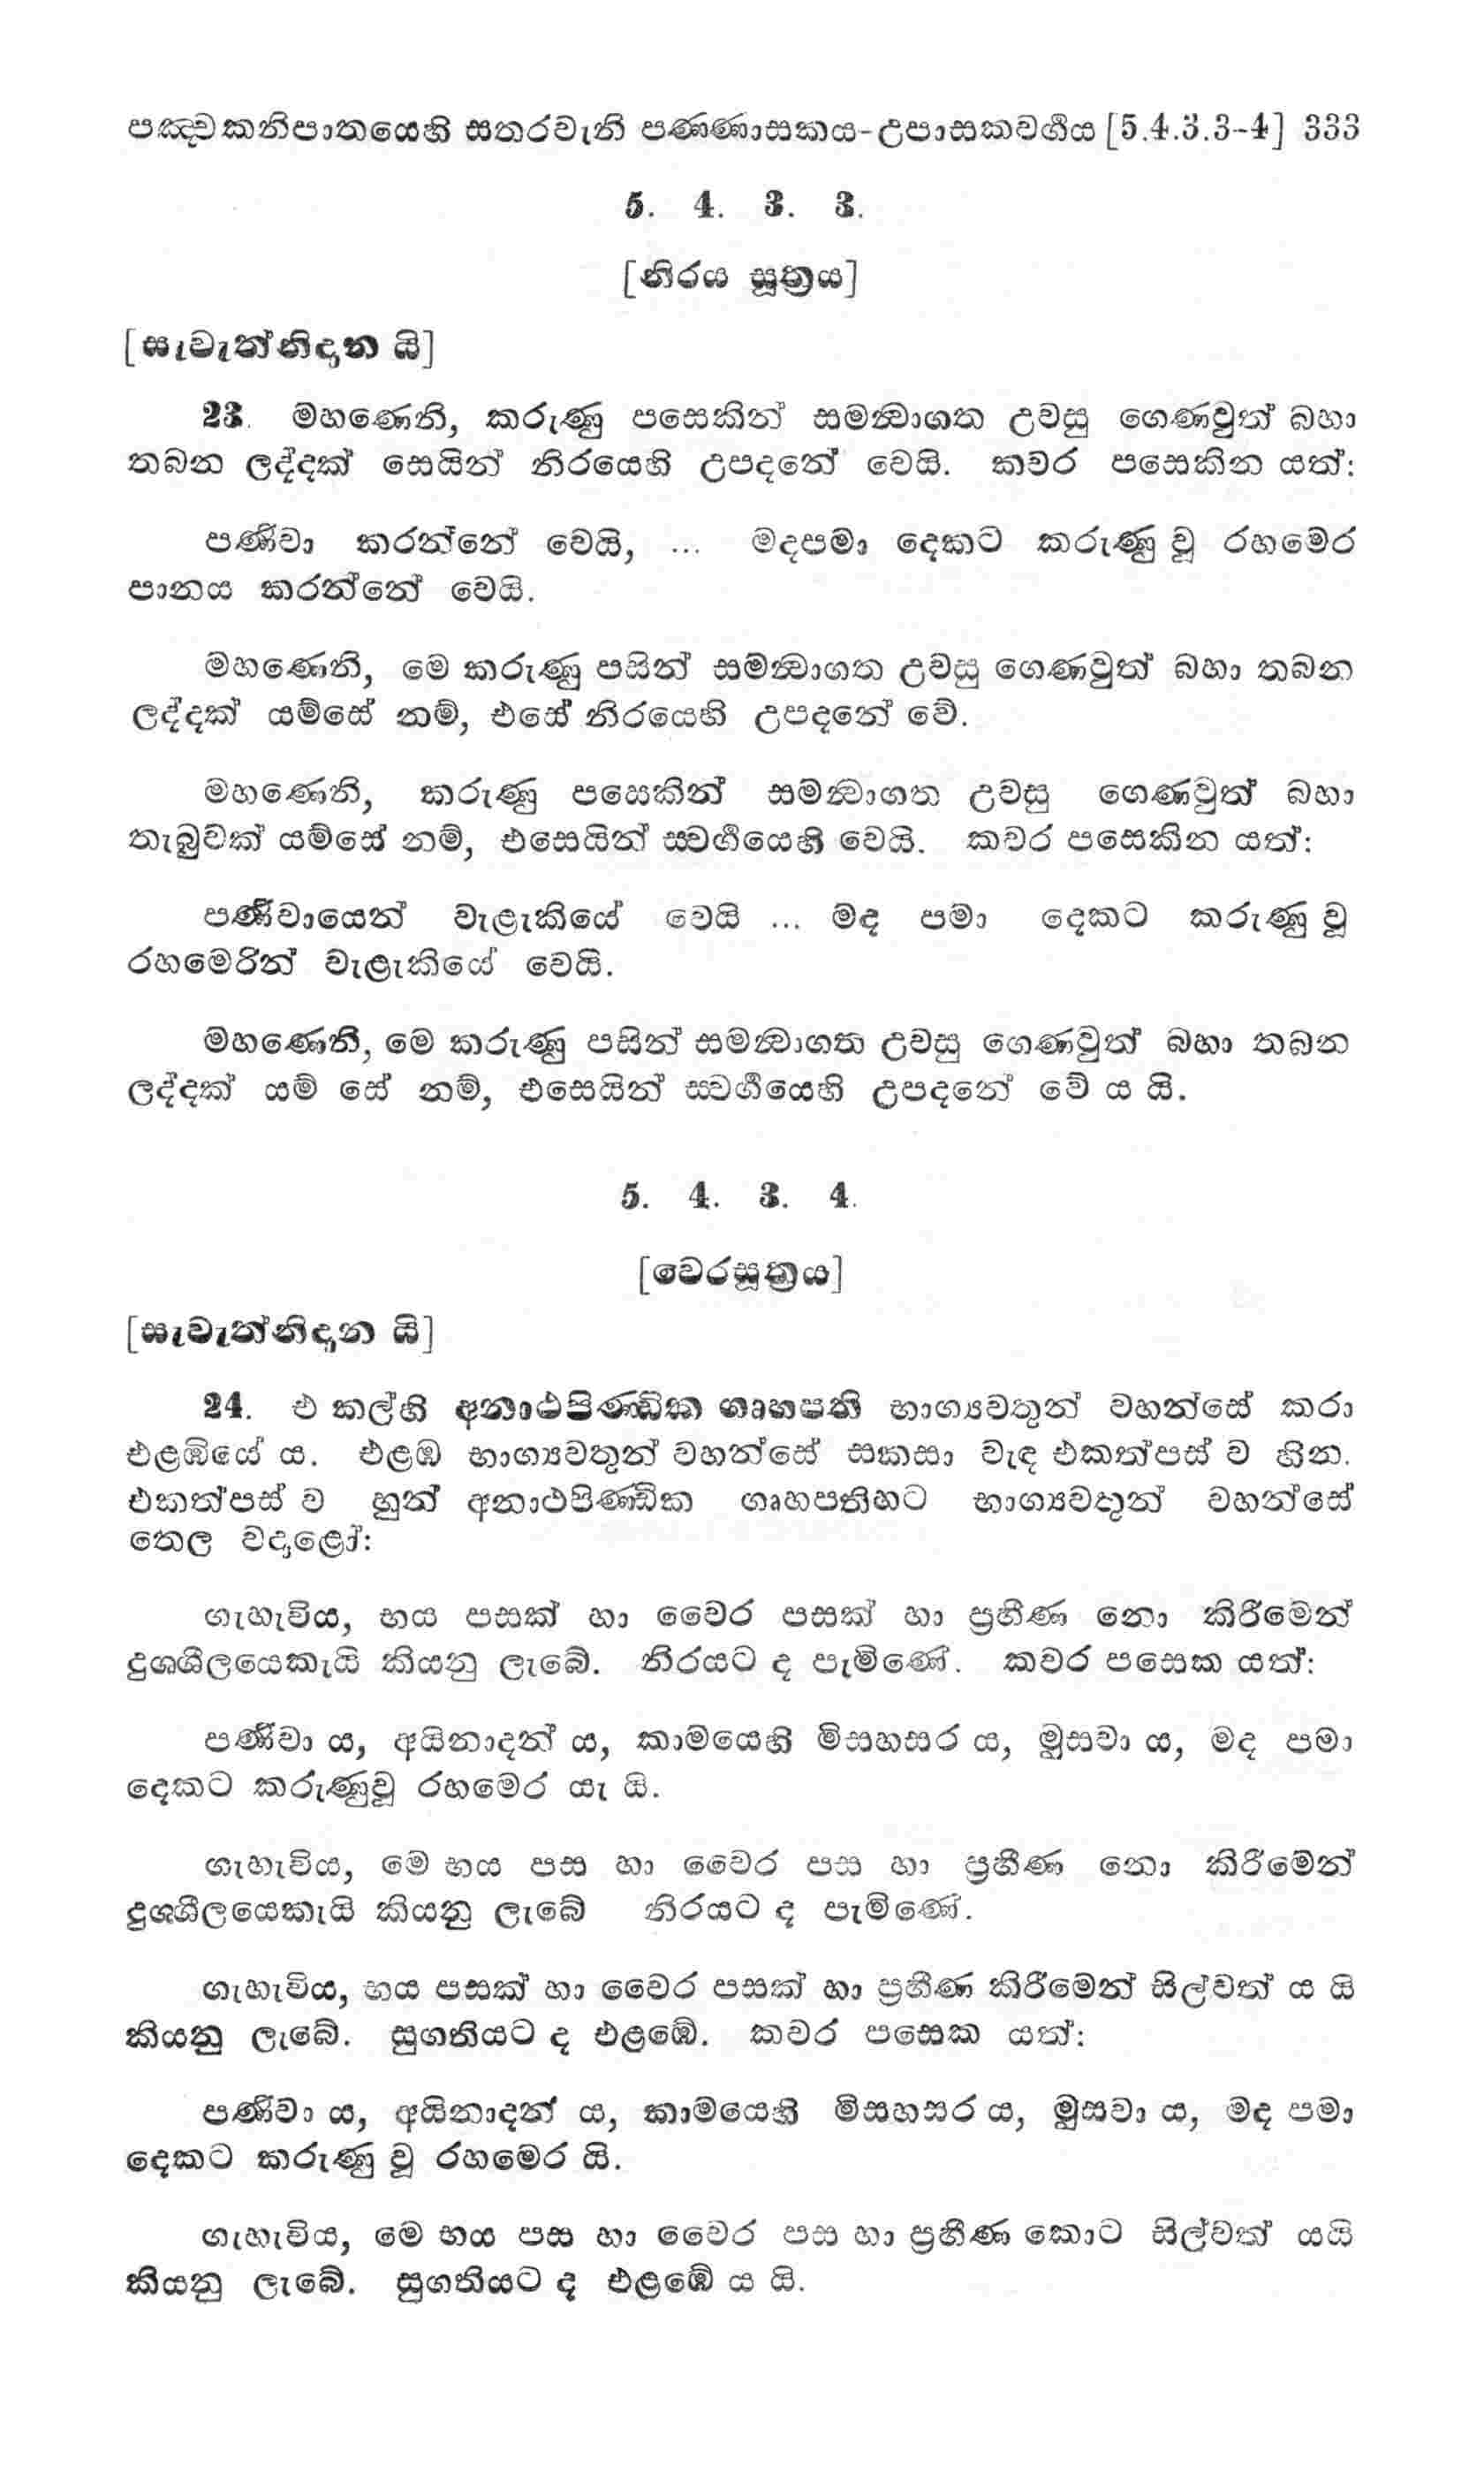 පඤ්චකනිපාතයෙහි සතරවැනි පණ්ණාසකය-උපාසකවර්ගය [5.4.3.3-4] 333
5. 4. 3. 3.
[නිරය සූත්‍රය]
[සැවැත්නිදාන යි]
23. මහණෙනි, කරුණු පසෙකින් සමන්‍වාගත උවසු ගෙණවුත් බහා
තබන ලද්දක් සෙයින් නිරයෙහි උපදනේ වෙයි. කවර පසෙකින යත්:
පණිවා කරන්නේ වෙයි, ... මදපමා දෙකට කරුණු වූ රහමෙර
පානය කරන්නේ වෙයි.
මහණෙනි, මෙ කරුණු පසින් සමන්‍වාගත උවසු ගෙණවුත් බහා තබන
ලද්දක් යම්සේ නම්, එසේ නිරයෙහි උපදනේ වේ.
මහණෙනි, කරුණු පසෙකින් සමන්‍වාගත උවසු ගෙණවුත් බහා
තැබුවක් යම්සේ නම්, එසෙයින් ස්වර්ගයෙහි වෙයි. කවර පසෙකින යත්:
පණිවායෙන් වැළැකියේ වෙයි ... මද පමා දෙකට කරුණු වූ
රහමෙරින් වැළැකියේ වෙයි.
මහණෙනි, මෙ කරුණු පසින් සමන්‍වාගත උවසු ගෙණවුත් බහා තබන
ලද්දක් යම් සේ නම්, එසෙයින් ස්වර්ගයෙහි උපදනේ වේ ය යි.
5. 4. 3. 4.
[වෙරසූත්‍රය]
[සැවැත්නිදාන යි]
24. එ කල්හි අනාථපිණ්ඩික ගෘහපති භාග්‍යවතුන් වහන්සේ කරා
එළඹියේ ය. එළඹ භාග්‍යවතුන් වහන්සේ සකසා වැඳ එකත්පස් ව හින.
එකත්පස් ව හුන් අනාථපිණ්ඩික ගෘහපතිහට භාග්‍යවතුන් වහන්සේ
තෙල වදාළෝ:
ගැහැවිය, භය පසක් හා වෛර පසක් හා ප්‍රහීණ නො කිරීමෙන්
දුශශීලයෙකැයි කියනු ලැබේ. නිරයට ද පැමිණේ. කවර පසෙක යත්:
පණිවා ය, අයිනාදන් ය, කාමයෙහි මිසහසර ය, මුසවා ය, මද පමා
දෙකට කරුණුවූ රහමෙර යැ යි.
ගැහැවිය, මෙ භය පස හා වෛර පස හා ප්‍රහීණ නො කිරීමෙන්
දුශශීලයෙකැයි කියනු ලැබේ නිරයට ද පැමිණේ.
ගැහැවිය, භය පසක් හා වෛර පසක් හා ප්‍රහීණ කිරීමෙන් සිල්වත් ය යි
කියනු ලැබේ. සුගතියට ද එළඹේ. කවර පසෙක යත්:
පණිවා ය, අයිනාදන් ය, කාමයෙහි මිසහසර ය, මුසවා ය, මද පමා
දෙකට කරුණු වූ රහමෙර යි.
ගැහැවිය, මෙ භය පස හා වෛර පස හා ප්‍රහීණ කොට සිල්වත් යයි
කියනු ලැබේ. සුගතියට ද එළඹේ ය යි.